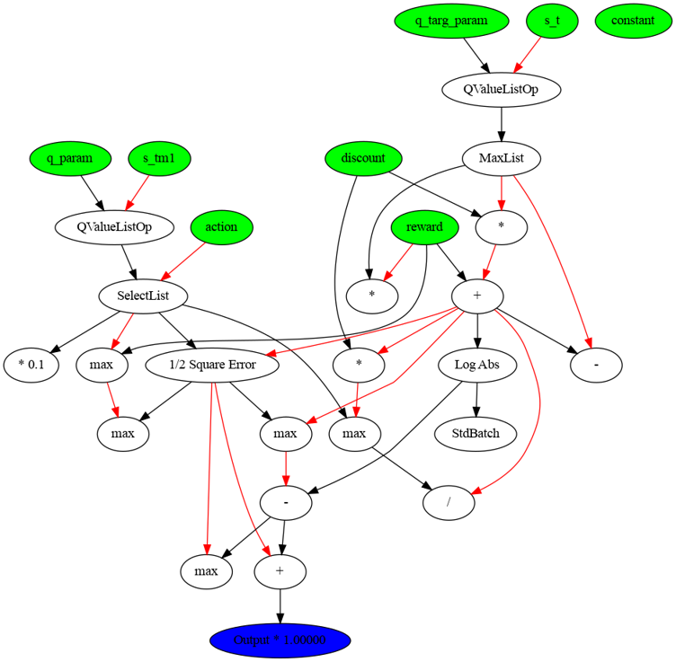 q_targ_param s_t constant
QValueListOp
q_param s_tm1 discount MaxList
QValueListOp action reward *
SelectList * +
* 0.1 max 1/2 Square Error * Log Abs -
max max max StdBatch
- /
max +
Output * 1.00000